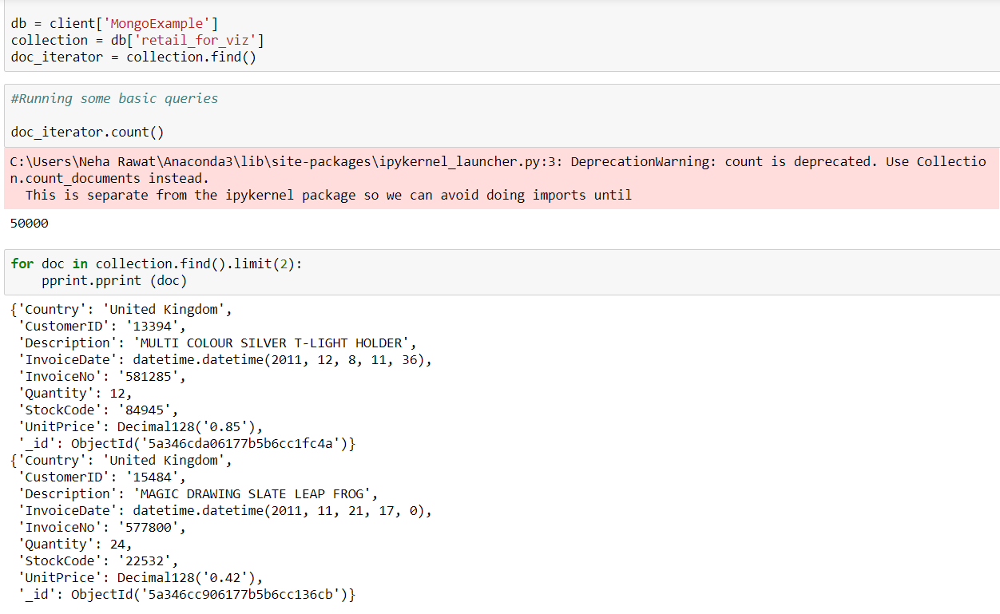 db = client['MongoExample']
collection = db['retail_for_viz']
doc_iterator = collection.find()
#Running some basic queries
doc_iterator.count()
C:\Users\Neha Rawat\Anaconda3\lib\site-packages\ipykernel_launcher.py:3: DeprecationWarning: count is deprecated. Use Collectio
n.count_documents instead.
  This is separate from the ipykernel package so we can avoid doing imports until
50000
for doc in collection.find().limit(2):
    pprint.pprint (doc)
{'Country': 'United Kingdom',
 'CustomerID': '13394',
 'Description': 'MULTI COLOUR SILVER T-LIGHT HOLDER',
 'InvoiceDate': datetime.datetime(2011, 12, 8, 11, 36),
 'InvoiceNo': '581285',
 'Quantity': 12,
 'StockCode': '84945',
 'UnitPrice': Decimal128('0.85'),
 '_id': ObjectId('5a346cda06177b5b6cc1fc4a')}
{'Country': 'United Kingdom',
 'CustomerID': '15484',
 'Description': 'MAGIC DRAWING SLATE LEAP FROG',
 'InvoiceDate': datetime.datetime(2011, 11, 21, 17, 0),
 'InvoiceNo': '577800',
 'Quantity': 24,
 'StockCode': '22532',
 'UnitPrice': Decimal128('0.42'),
 '_id': ObjectId('5a346cc906177b5b6cc136cb')}